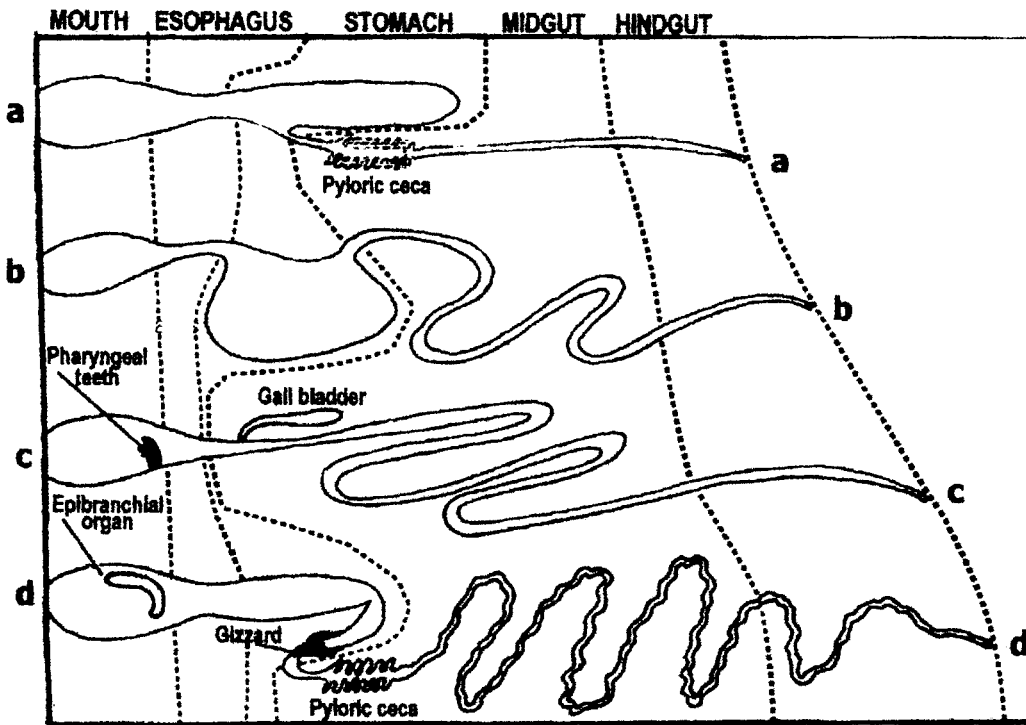 MOUTH ESOPHAGUS STOMACH MIDGUT HINDGUT
a
Pyloric ceca
a
b
b
Pharyngeal
teeth
Gall bladder
c
c
Epibranchial
organ
d
Gizzard
d
Pyloric ceca